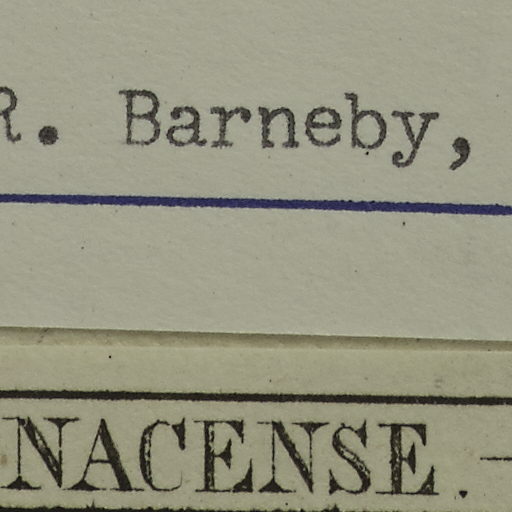 R. Barneby,
NACENSE. –